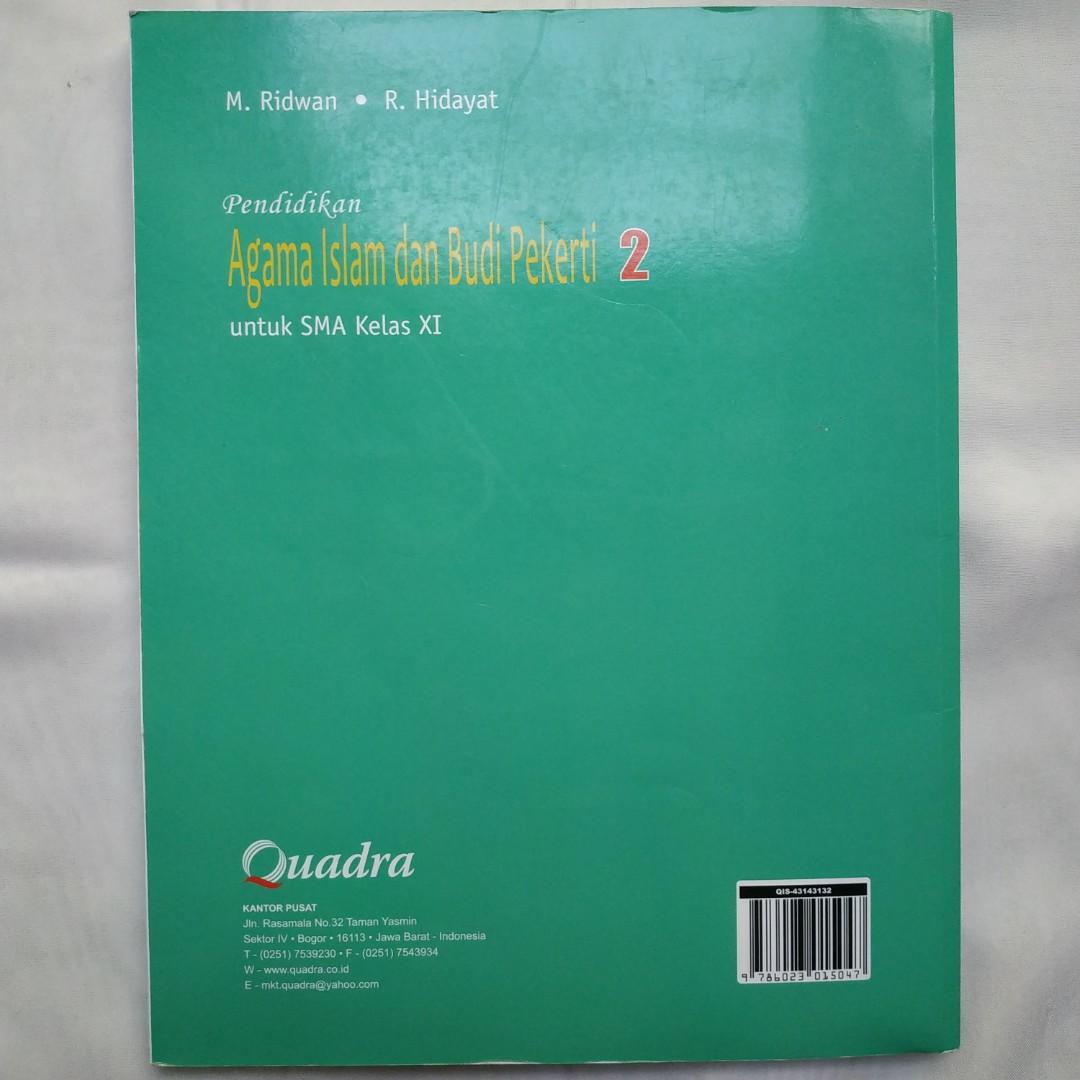 M. Ridwan • R. Hidayat
Pendidikan
Agama Islam dan Budi Pekerti 2
untuk SMA Kelas XI
Quadra
KANTOR PUSAT
Jln. Rasamala No.32 Taman Yasmin
Sektor IV • Bogor • 16113 • Jawa Barat - Indonesia
T - (0251) 7539230 • F - (0251) 7543934
W - www.quadra.co.id
E - mkt.quadra@yahoo.com
QIS-43143132
9 786023 015047